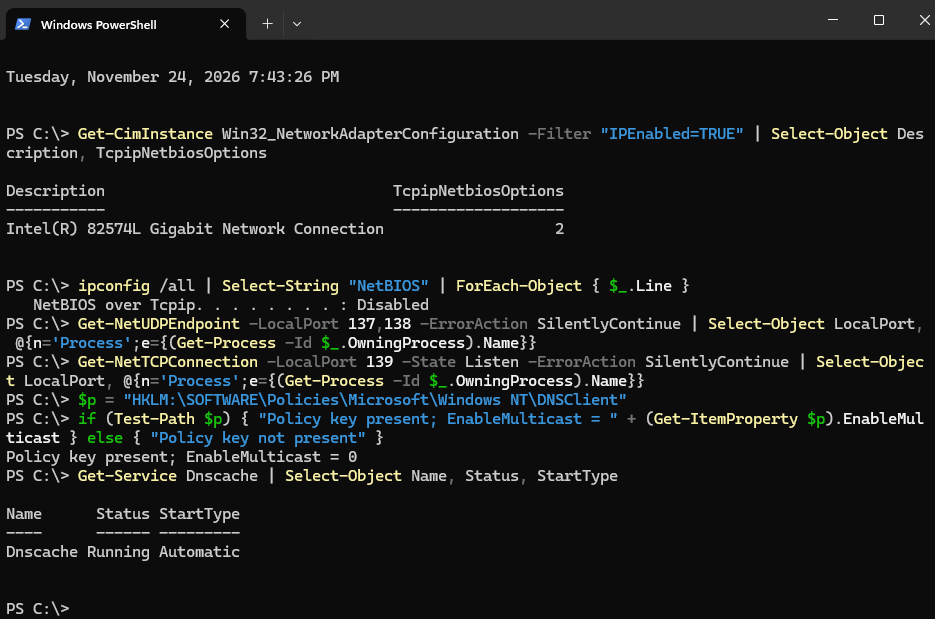 Windows PowerShell
Tuesday, November 24, 2026 7:43:26 PM
PS C:\> Get-CimInstance Win32_NetworkAdapterConfiguration -Filter "IPEnabled=TRUE" | Select-Object Des
cription, TcpipNetbiosOptions
Description                                TcpipNetbiosOptions
-----------                                -------------------
Intel(R) 82574L Gigabit Network Connection                   2
PS C:\> ipconfig /all | Select-String "NetBIOS" | ForEach-Object { $_.Line }
   NetBIOS over Tcpip. . . . . . . . : Disabled
PS C:\> Get-NetUDPEndpoint -LocalPort 137,138 -ErrorAction SilentlyContinue | Select-Object LocalPort,
 @{n='Process';e={(Get-Process -Id $_.OwningProcess).Name}}
PS C:\> Get-NetTCPConnection -LocalPort 139 -State Listen -ErrorAction SilentlyContinue | Select-Objec
t LocalPort, @{n='Process';e={(Get-Process -Id $_.OwningProcess).Name}}
PS C:\> $p = "HKLM:\SOFTWARE\Policies\Microsoft\Windows NT\DNSClient"
PS C:\> if (Test-Path $p) { "Policy key present; EnableMulticast = " + (Get-ItemProperty $p).EnableMul
ticast } else { "Policy key not present" }
Policy key present; EnableMulticast = 0
PS C:\> Get-Service Dnscache | Select-Object Name, Status, StartType
Name      Status StartType
----      ------ ---------
Dnscache Running Automatic
PS C:\>